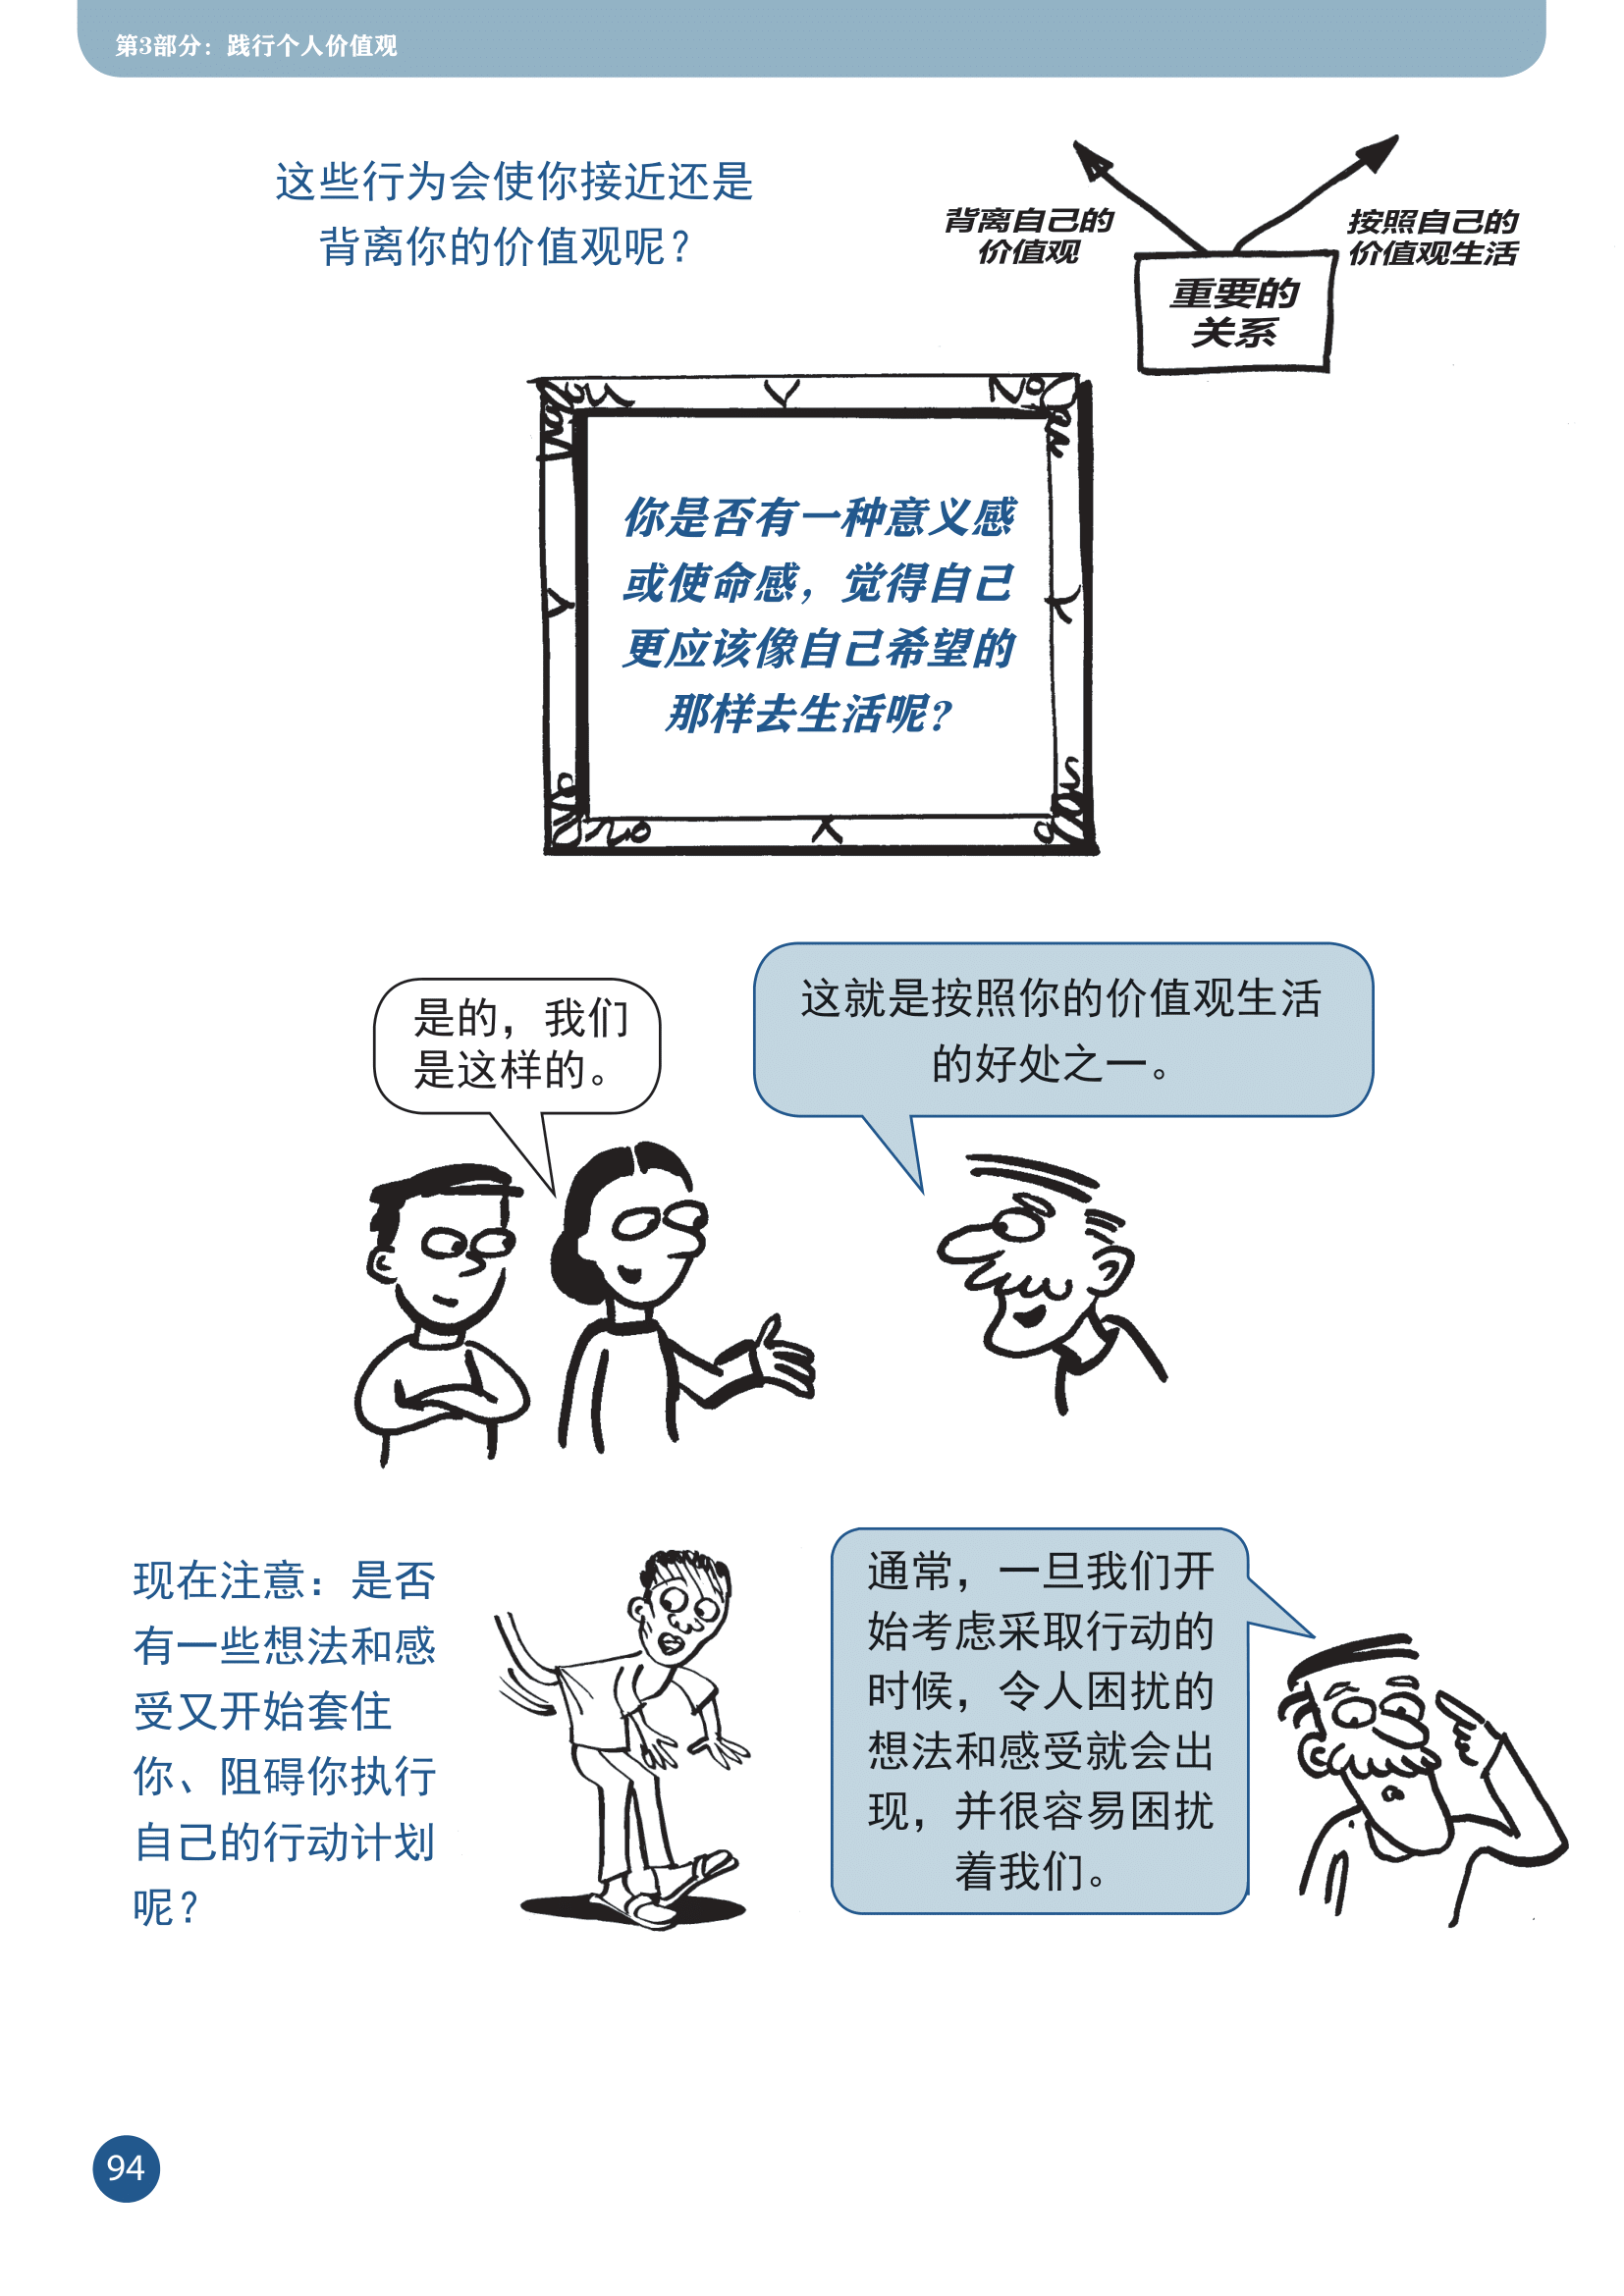 第3部分：践行个人价值观
这些行为会使你接近还是
背离你的价值观呢？
背离自己的
价值观
按照自己的
价值观生活
重要的
关系
你是否有一种意义感
或使命感，觉得自己
更应该像自己希望的
那样去生活呢？
是的，我们
是这样的。
这就是按照你的价值观生活
的好处之一。
现在注意：是否
有一些想法和感
受又开始套住
你、阻碍你执行
自己的行动计划
呢？
通常，一旦我们开
始考虑采取行动的
时候，令人困扰的
想法和感受就会出
现，并很容易困扰
着我们。
94